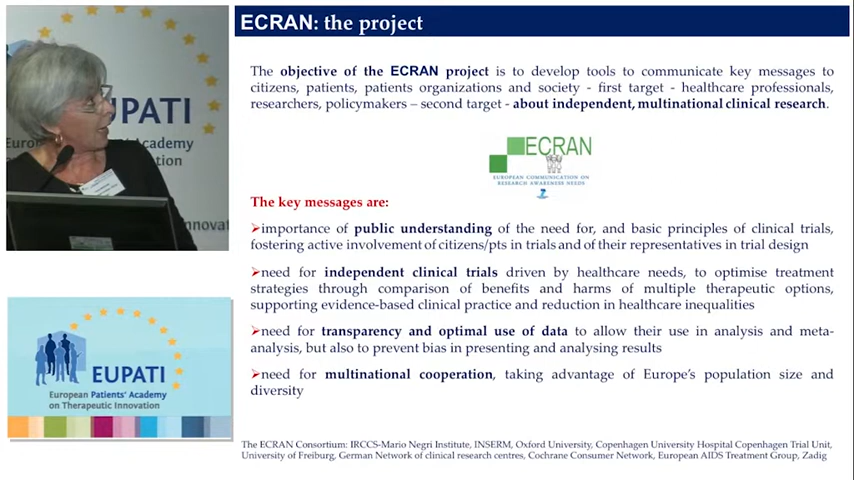 ECRAN: the project
The objective of the ECRAN project is to develop tools to communicate key messages to
citizens, patients, patients organizations and society - first target - healthcare professionals,
researchers, policymakers – second target - about independent, multinational clinical research.
ECRAN
EUROPEAN COMMUNICATION ON
RESEARCH AWARENESS NEEDS
The key messages are:
➢importance of public understanding of the need for, and basic principles of clinical trials,
fostering active involvement of citizens/pts in trials and of their representatives in trial design
➢need for independent clinical trials driven by healthcare needs, to optimise treatment
strategies through comparison of benefits and harms of multiple therapeutic options,
supporting evidence-based clinical practice and reduction in healthcare inequalities
➢need for transparency and optimal use of data to allow their use in analysis and meta-
analysis, but also to prevent bias in presenting and analysing results
➢need for multinational cooperation, taking advantage of Europe's population size and
diversity
The ECRAN Consortium: IRCCS-Mario Negri Institute, INSERM, Oxford University, Copenhagen University Hospital Copenhagen Trial Unit,
University of Freiburg, German Network of clinical research centres, Cochrane Consumer Network, European AIDS Treatment Group, Zadig
EUPATI
Academy
nnovation
EUPATI
European Patients' Academy
on Therapeutic Innovation